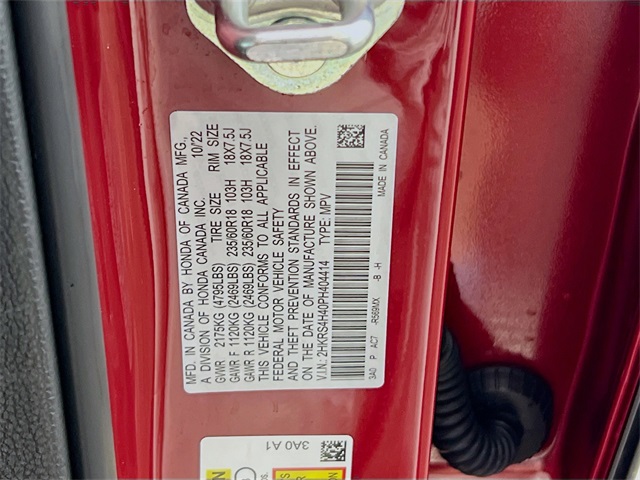 MFD. IN CANADA BY HONDA OF CANADA MFG.,
A DIVISION OF HONDA CANADA INC. 10/22
GVWR 2175KG (4795LBS) TIRE SIZE RIM SIZE
GAWR F 1120KG (2469LBS) 235/60R18 103H 18X7.5J
GAWR R 1120KG (2469LBS) 235/60R18 103H 18X7.5J
THIS VEHICLE CONFORMS TO ALL APPLICABLE
FEDERAL MOTOR VEHICLE SAFETY
AND THEFT PREVENTION STANDARDS IN EFFECT
ON THE DATE OF MANUFACTURE SHOWN ABOVE.
V.I.N.: 2HKRS4H40PH404414 TYPE: MPV
3A0 P AC7 -R569MX -B -H
MADE IN CANADA
3A0 A1